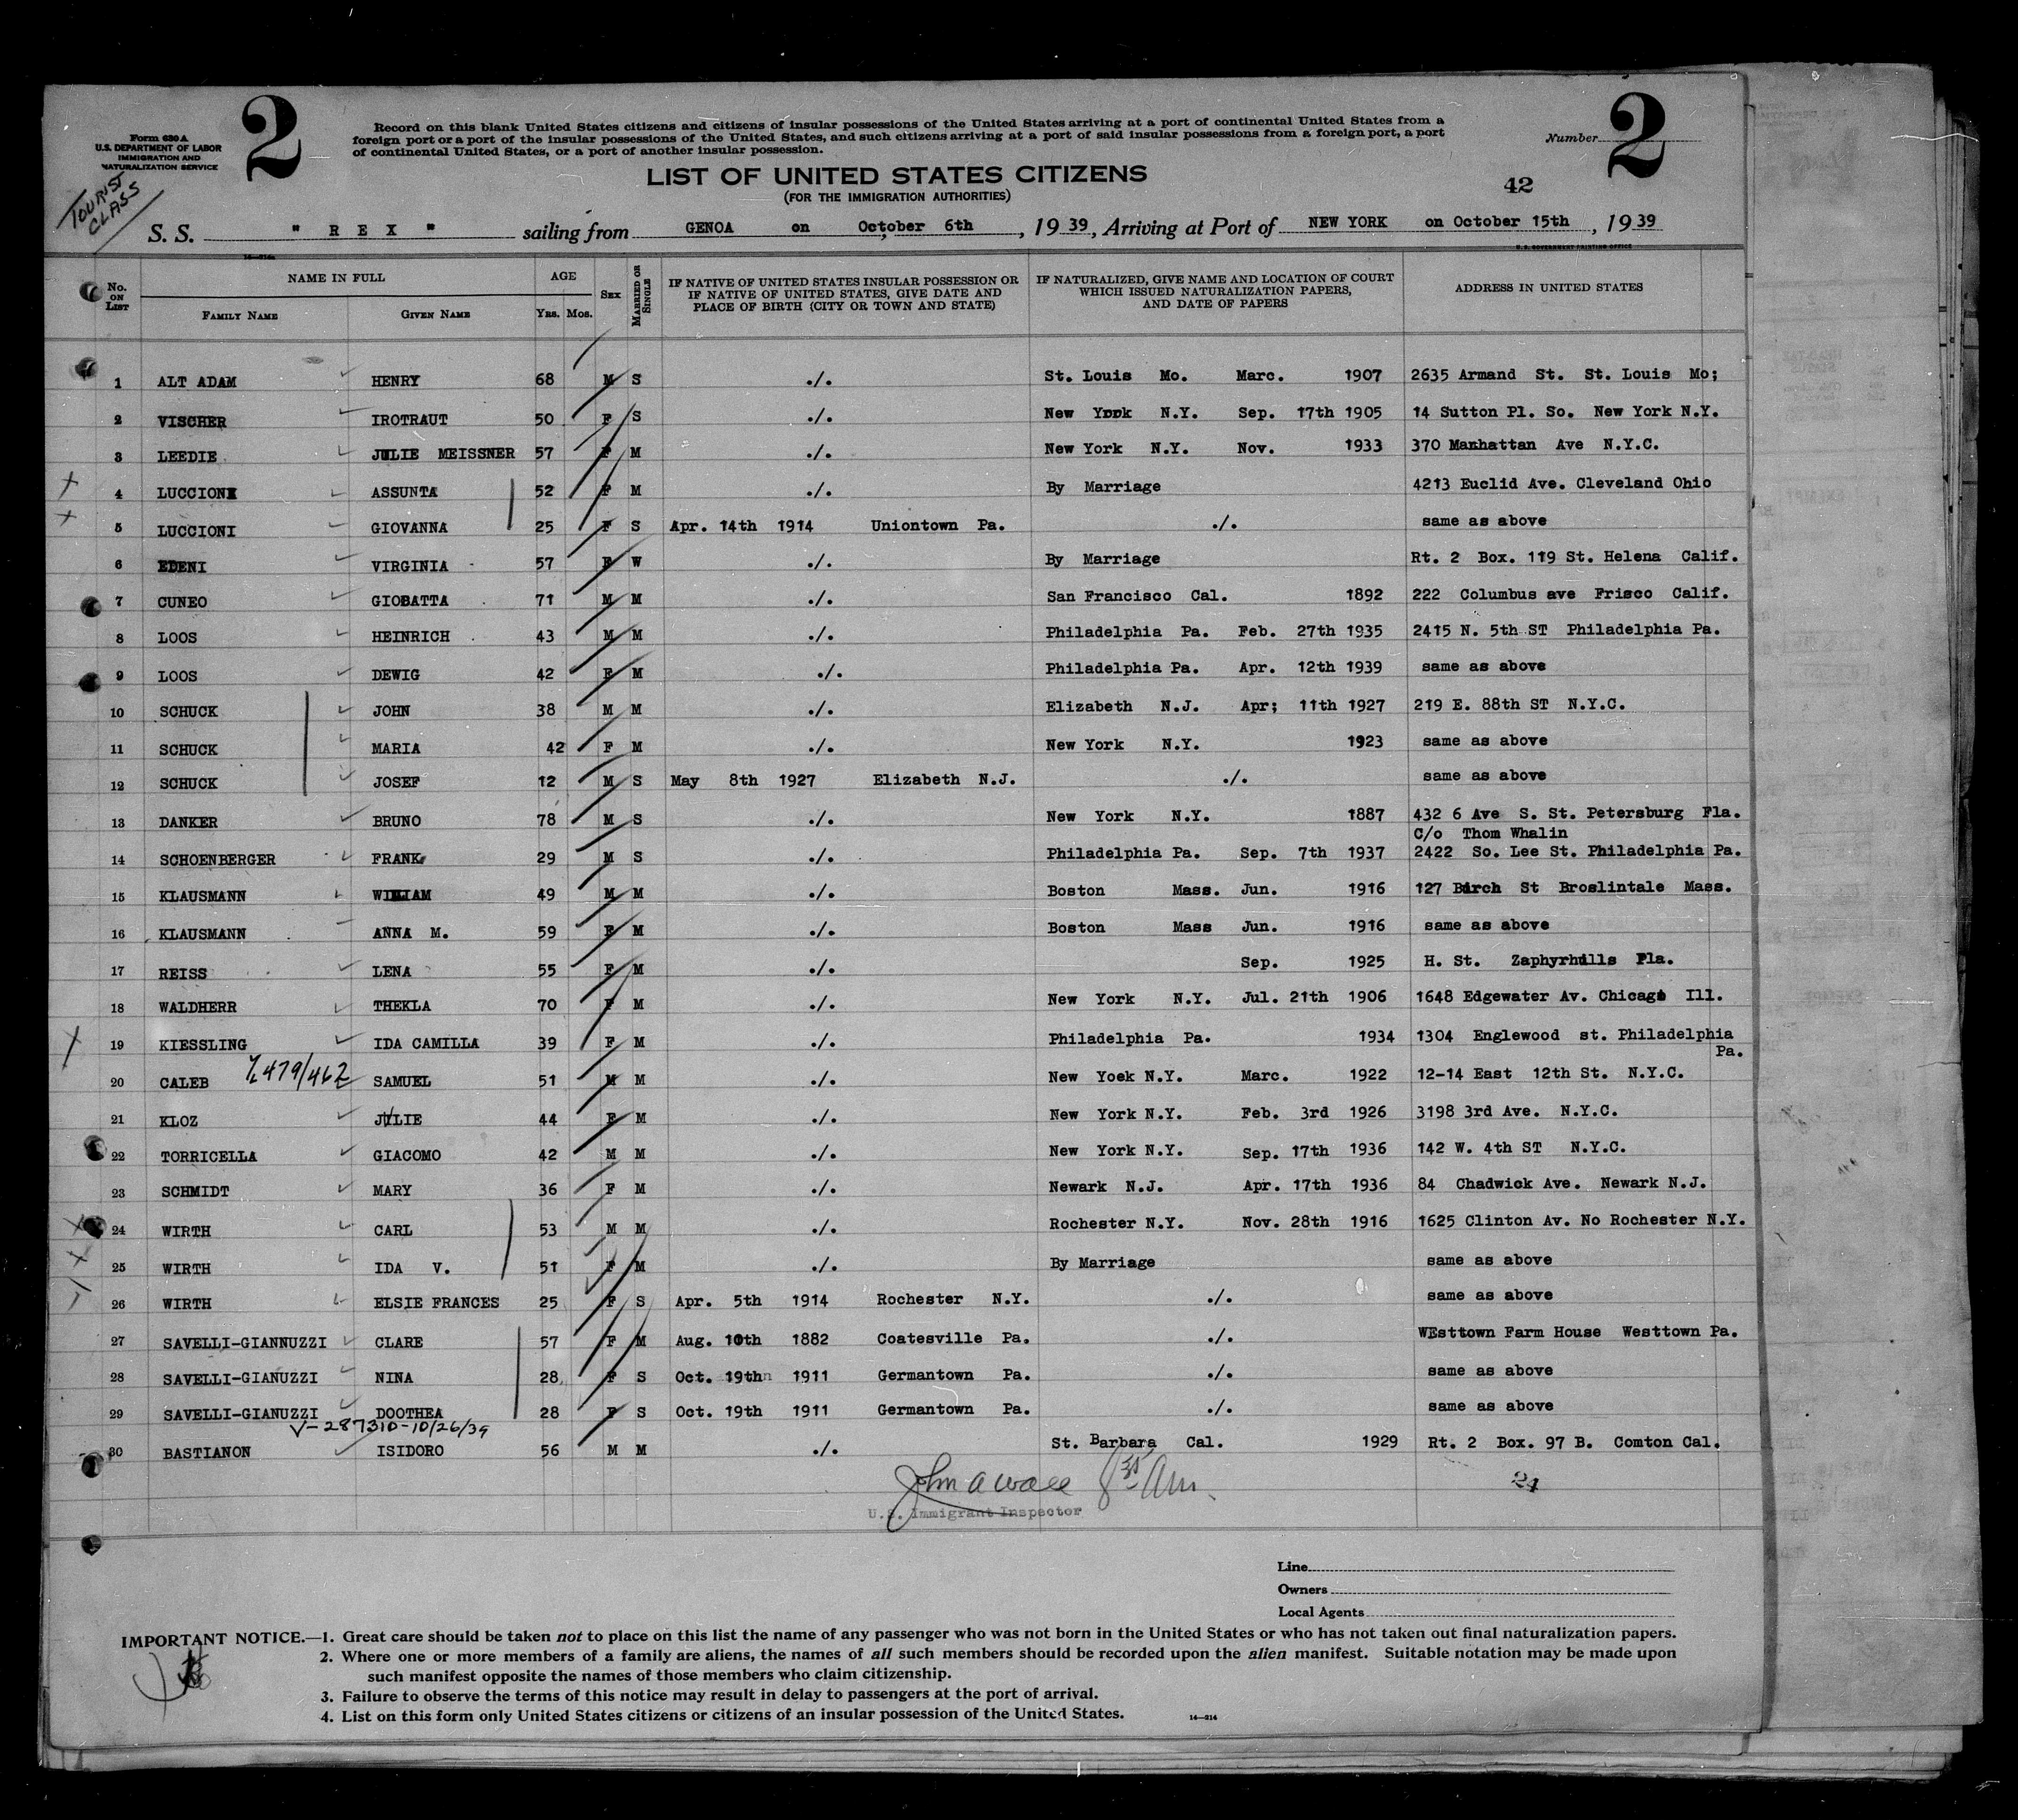 Form 630 A
U.S. DEPARTMENT OF LABOR
IMMIGRATION AND
NATURALIZATION SERVICE
2
Record on this blank United States citizens and citizens of insular possessions of the United States arriving at a port of continental United States from a
foreign port or a port of the insular possessions of the United States, and such citizens arriving at a port of said insular possessions from a foreign port, a port
of continental United States, or a port of another insular possession.
Number 2
TOURIST
CLASS
LIST OF UNITED STATES CITIZENS
(FOR THE IMMIGRATION AUTHORITIES)
42
S. S. " R E X " sailing from GENOA on October 6th, 19 39, Arriving at Port of NEW YORK on October 15th, 19 39
U. S. GOVERNMENT PRINTING OFFICE
No. ON LIST NAME IN FULL AGE SEX MARRIED OR SINGLE IF NATIVE OF UNITED STATES INSULAR POSSESSION OR IF NATIVE OF UNITED STATES, GIVE DATE AND PLACE OF BIRTH (CITY OR TOWN AND STATE) IF NATURALIZED, GIVE NAME AND LOCATION OF COURT WHICH ISSUED NATURALIZATION PAPERS, AND DATE OF PAPERS ADDRESS IN UNITED STATES
FAMILY NAME GIVEN NAME YRS. MOS.
1 ALT ADAM HENRY 68 M S ./. St. Louis Mo. Marc. 1907 2635 Armand St. St. Louis Mo;
2 VISCHER IROTRAUT 50 F S ./. New York N.Y. Sep. 17th 1905 14 Sutton Pl. So. New York N.Y.
3 LEEDIE JULIE MEISSNER 57 F M ./. New York N.Y. Nov. 1933 370 Manhattan Ave N.Y.C.
4 LUCCIONI ASSUNTA 52 F M ./. By Marriage 4213 Euclid Ave. Cleveland Ohio
5 LUCCIONI GIOVANNA 25 F S Apr. 14th 1914 Uniontown Pa. ./. same as above
6 EDENI VIRGINIA 57 F W ./. By Marriage Rt. 2 Box. 119 St. Helena Calif.
7 CUNEO GIOBATTA 71 M M ./. San Francisco Cal. 1892 222 Columbus ave Frisco Calif.
8 LOOS HEINRICH 43 M M ./. Philadelphia Pa. Feb. 27th 1935 2415 N. 5th ST Philadelphia Pa.
9 LOOS DEWIG 42 F M ./. Philadelphia Pa. Apr. 12th 1939 same as above
10 SCHUCK JOHN 38 M M ./. Elizabeth N.J. Apr; 11th 1927 219 E. 88th ST N.Y.C.
11 SCHUCK MARIA 42 F M ./. New York N.Y. 1923 same as above
12 SCHUCK JOSEF 12 M S May 8th 1927 Elizabeth N.J. ./. same as above
13 DANKER BRUNO 78 M S ./. New York N.Y. 1887 432 6 Ave S. St. Petersburg Fla.
C/o Thom Whalin
14 SCHOENBERGER FRANK 29 M S ./. Philadelphia Pa. Sep. 7th 1937 2422 So. Lee St. Philadelphia Pa.
15 KLAUSMANN WILLIAM 49 M M ./. Boston Mass. Jun. 1916 127 Birch St Broslintale Mass.
16 KLAUSMANN ANNA M. 59 F M ./. Boston Mass Jun. 1916 same as above
17 REISS LENA 55 F M ./. Sep. 1925 H. St. Zaphyrhills Fla.
18 WALDHERR THEKLA 70 F M ./. New York N.Y. Jul. 21th 1906 1648 Edgewater Av. Chicago Ill.
19 KIESSLING IDA CAMILLA 39 F M ./. Philadelphia Pa. 1934 1304 Englewood st. Philadelphia
Pa.
20 CALEB 479/462 SAMUEL 51 M M ./. New Yoek N.Y. Marc. 1922 12-14 East 12th St. N.Y.C.
21 KLOZ JULIE 44 F M ./. New York N.Y. Feb. 3rd 1926 3198 3rd Ave. N.Y.C.
22 TORRICELLA GIACOMO 42 M M ./. New York N.Y. Sep. 17th 1936 142 W. 4th ST N.Y.C.
23 SCHMIDT MARY 36 F M ./. Newark N.J. Apr. 17th 1936 84 Chadwick Ave. Newark N.J.
24 WIRTH CARL 53 M M ./. Rochester N.Y. Nov. 28th 1916 1625 Clinton Av. No Rochester N.Y.
25 WIRTH IDA V. 51 F M ./. By Marriage same as above
26 WIRTH ELSIE FRANCES 25 F S Apr. 5th 1914 Rochester N.Y. ./. same as above
27 SAVELLI-GIANNUZZI CLARE 57 F M Aug. 10th 1882 Coatesville Pa. ./. WEsttown Farm House Westtown Pa.
28 SAVELLI-GIANUZZI NINA 28 F S Oct. 19th 1911 Germantown Pa. ./. same as above
29 SAVELLI-GIANUZZI DOOTHEA 28 F S Oct. 19th 1911 Germantown Pa. ./. same as above
V-287310-10/26/39
30 BASTIANON ISIDORO 56 M M ./. St. Barbara Cal. 1929 Rt. 2 Box. 97 B. Comton Cal.
John A Wall
U.S. Immigrant Inspector
24
Line
Owners
Local Agents
IMPORTANT NOTICE.—1. Great care should be taken not to place on this list the name of any passenger who was not born in the United States or who has not taken out final naturalization papers.
2. Where one or more members of a family are aliens, the names of all such members should be recorded upon the alien manifest. Suitable notation may be made upon
such manifest opposite the names of those members who claim citizenship.
3. Failure to observe the terms of this notice may result in delay to passengers at the port of arrival.
4. List on this form only United States citizens or citizens of an insular possession of the United States.
14—214